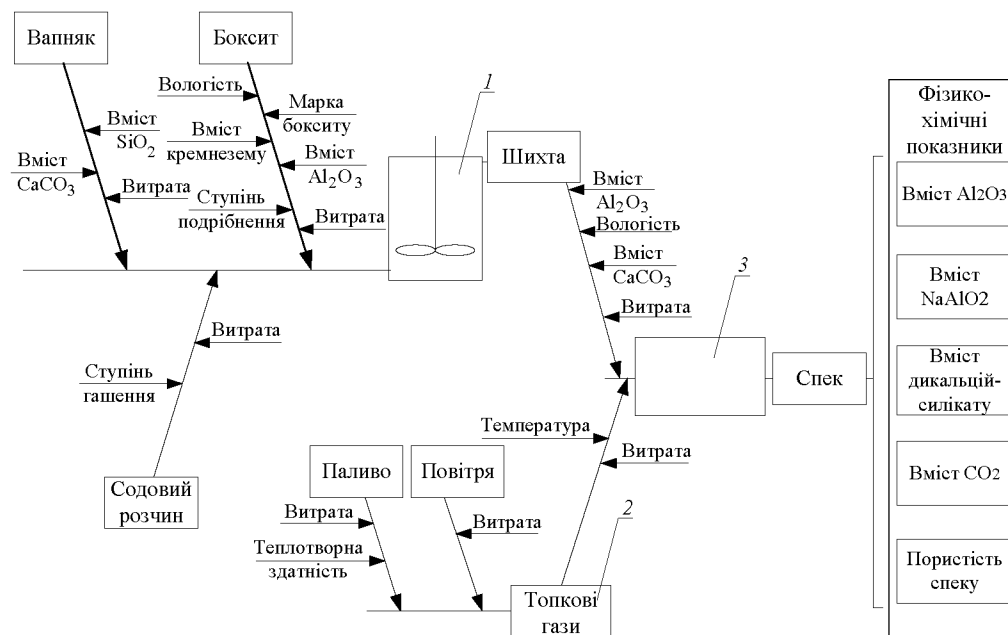 Вапняк
Боксит
Вологість
Марка
бокситу
Вміст
SiO2
Вміст
CaCO3
Витрата
Вміст
кремнезему
Вміст
Al2O3
Ступінь
подрібнення
Витрата
1
Шихта
Вміст
Al2O3
Вологість
Вміст
CaCO3
Витрата
3
Спек
Витрата
Ступінь
гашення
Содовий
розчин
Паливо
Повітря
Витрата
Теплотворна
здатність
Витрата
Температура
Витрата
2
Топкові
гази
Фізико-
хімічні
показники
Вміст Al2O3
Вміст
NaAlO2
Вміст
дикальцій-
силікату
Вміст CO2
Пористість
спеку